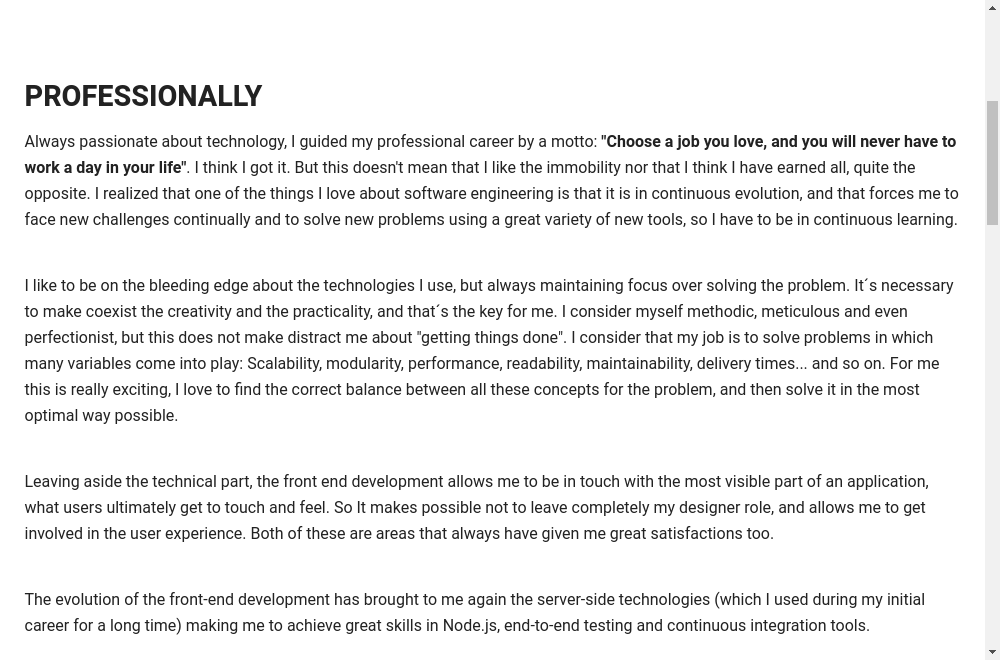 PROFESSIONALLY
Always passionate about technology, I guided my professional career by a motto: "Choose a job you love, and you will never have to
work a day in your life". I think I got it. But this doesn't mean that I like the immobility nor that I think I have earned all, quite the
opposite. I realized that one of the things I love about software engineering is that it is in continuous evolution, and that forces me to
face new challenges continually and to solve new problems using a great variety of new tools, so I have to be in continuous learning.
I like to be on the bleeding edge about the technologies I use, but always maintaining focus over solving the problem. It´s necessary
to make coexist the creativity and the practicality, and that´s the key for me. I consider myself methodic, meticulous and even
perfectionist, but this does not make distract me about "getting things done". I consider that my job is to solve problems in which
many variables come into play: Scalability, modularity, performance, readability, maintainability, delivery times... and so on. For me
this is really exciting, I love to find the correct balance between all these concepts for the problem, and then solve it in the most
optimal way possible.
Leaving aside the technical part, the front end development allows me to be in touch with the most visible part of an application,
what users ultimately get to touch and feel. So It makes possible not to leave completely my designer role, and allows me to get
involved in the user experience. Both of these are areas that always have given me great satisfactions too.
The evolution of the front-end development has brought to me again the server-side technologies (which I used during my initial
career for a long time) making me to achieve great skills in Node.js, end-to-end testing and continuous integration tools.